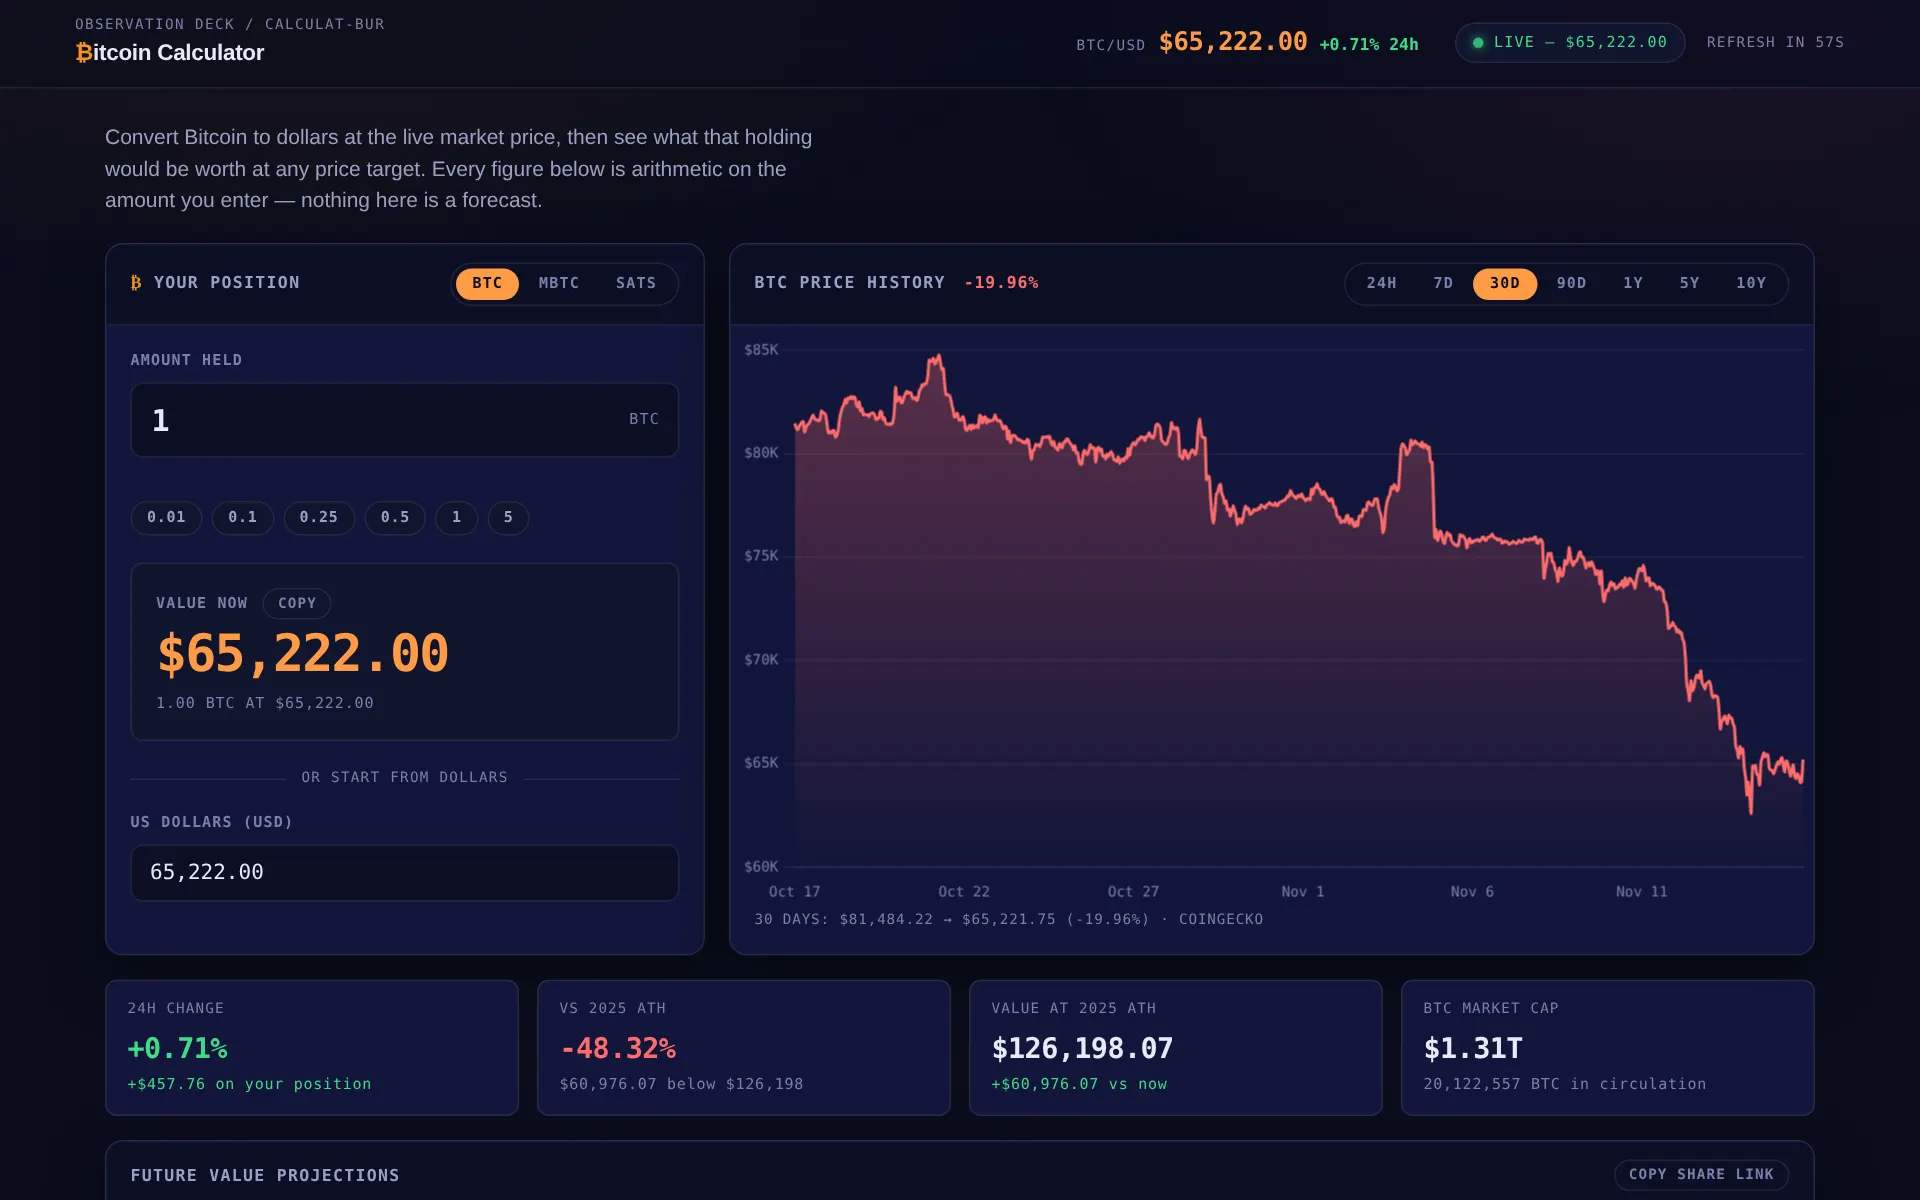 OBSERVATION DECK / CALCULAT-BUR
₿itcoin Calculator
BTC/USD $65,222.00 +0.71% 24h
LIVE — $65,222.00
REFRESH IN 57S
Convert Bitcoin to dollars at the live market price, then see what that holding
would be worth at any price target. Every figure below is arithmetic on the
amount you enter — nothing here is a forecast.
₿ YOUR POSITION
BTC MBTC SATS
AMOUNT HELD
1 BTC
0.01 0.1 0.25 0.5 1 5
VALUE NOW COPY
$65,222.00
1.00 BTC AT $65,222.00
OR START FROM DOLLARS
US DOLLARS (USD)
65,222.00
BTC PRICE HISTORY -19.96%
24H 7D 30D 90D 1Y 5Y 10Y
$85K
$80K
$75K
$70K
$65K
$60K
Oct 17 Oct 22 Oct 27 Nov 1 Nov 6 Nov 11
30 DAYS: $81,484.22 → $65,221.75 (-19.96%) · COINGECKO
24H CHANGE
+0.71%
+$457.76 on your position
VS 2025 ATH
-48.32%
$60,976.07 below $126,198
VALUE AT 2025 ATH
$126,198.07
+$60,976.07 vs now
BTC MARKET CAP
$1.31T
20,122,557 BTC in circulation
FUTURE VALUE PROJECTIONS
COPY SHARE LINK